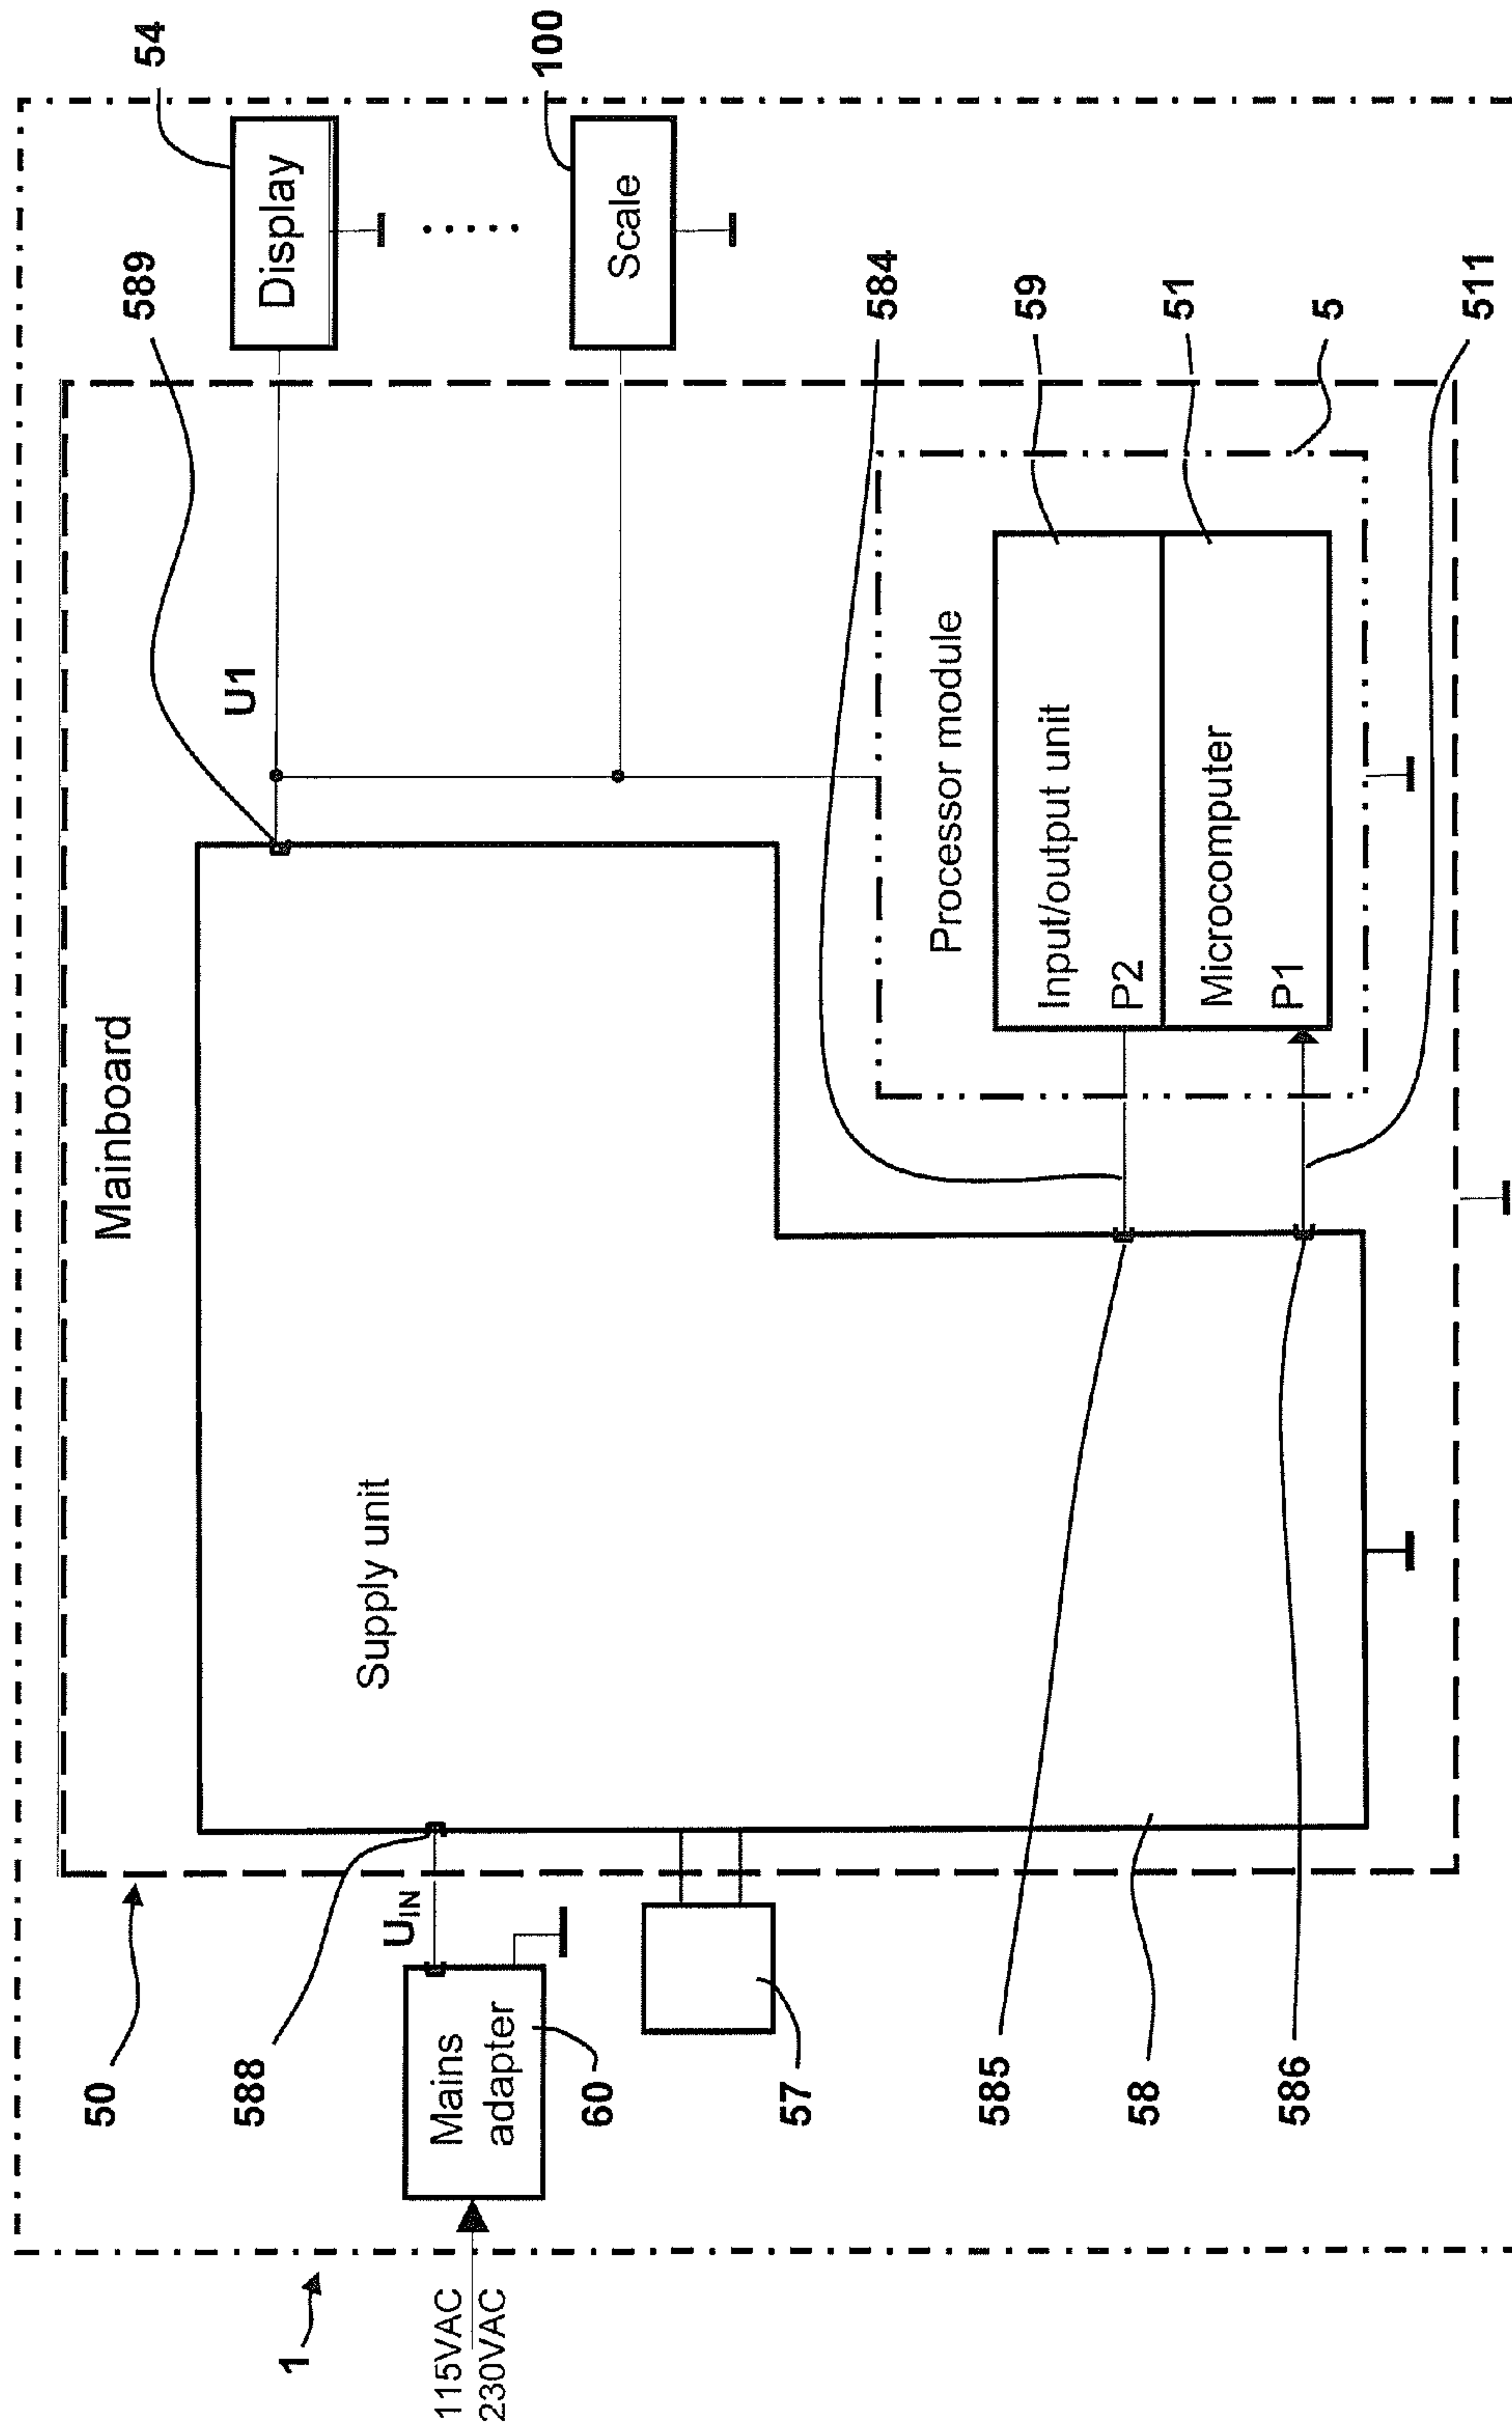 1
115VAC
230VAC
Mains
adapter
60
U_IN
50
588
57
Mainboard
Supply unit
585
58
586
589
U1
Display
54
Scale
100
Processor module
Input/output unit
P2
Microcomputer
P1
584
59
51
5
511